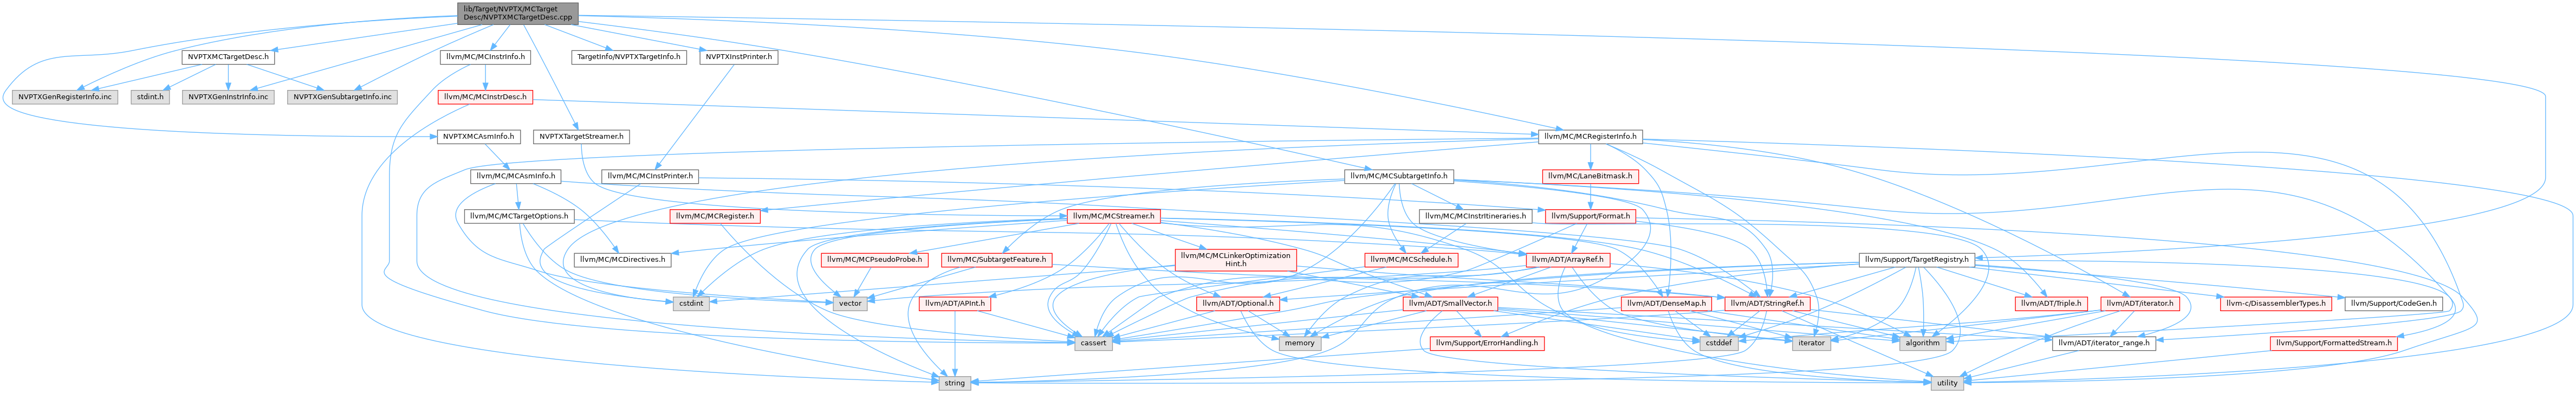 lib/Target/NVPTX/MCTarget
Desc/NVPTXMCTargetDesc.cpp
NVPTXMCTargetDesc.h
llvm/MC/MCInstrInfo.h
TargetInfo/NVPTXTargetInfo.h
NVPTXInstPrinter.h
NVPTXGenRegisterInfo.inc
stdint.h
NVPTXGenInstrInfo.inc
NVPTXGenSubtargetInfo.inc
llvm/MC/MCInstrDesc.h
NVPTXMCAsmInfo.h
NVPTXTargetStreamer.h
llvm/MC/MCRegisterInfo.h
llvm/MC/MCAsmInfo.h
llvm/MC/MCInstPrinter.h
llvm/MC/MCSubtargetInfo.h
llvm/MC/LaneBitmask.h
llvm/MC/MCTargetOptions.h
llvm/MC/MCRegister.h
llvm/MC/MCStreamer.h
llvm/MC/MCInstrItineraries.h
llvm/Support/Format.h
llvm/MC/MCDirectives.h
llvm/MC/MCPseudoProbe.h
llvm/MC/SubtargetFeature.h
llvm/MC/MCLinkerOptimization
Hint.h
llvm/MC/MCSchedule.h
llvm/ADT/ArrayRef.h
llvm/Support/TargetRegistry.h
cstdint
vector
llvm/ADT/APInt.h
llvm/ADT/Optional.h
llvm/ADT/SmallVector.h
llvm/ADT/DenseMap.h
llvm/ADT/StringRef.h
llvm/ADT/Triple.h
llvm/ADT/iterator.h
llvm-c/DisassemblerTypes.h
llvm/Support/CodeGen.h
cassert
memory
llvm/Support/ErrorHandling.h
cstddef
iterator
algorithm
llvm/ADT/iterator_range.h
llvm/Support/FormattedStream.h
string
utility